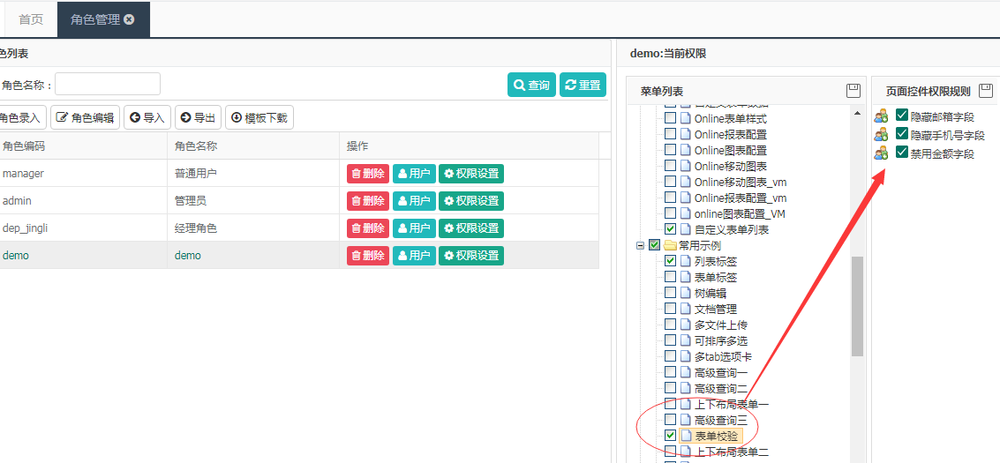 首页
角色管理
色列表
demo:当前权限
角色名称：
查询
重置
角色录入
角色编辑
导入
导出
模板下载
角色编码
角色名称
操作
manager
普通用户
删除
用户
权限设置
admin
管理员
删除
用户
权限设置
dep_jingli
经理角色
删除
用户
权限设置
demo
demo
删除
用户
权限设置
菜单列表
自定义表单数据
Online表单样式
Online报表配置
Online图表配置
Online移动图表
Online移动图表_vm
Online报表配置_vm
online图表配置_VM
自定义表单列表
常用示例
列表标签
表单标签
树编辑
文档管理
多文件上传
可排序多选
多tab选项卡
高级查询一
高级查询二
上下布局表单一
高级查询三
表单校验
上下布局表单二
页面控件权限规则
隐藏邮箱字段
隐藏手机号字段
禁用金额字段